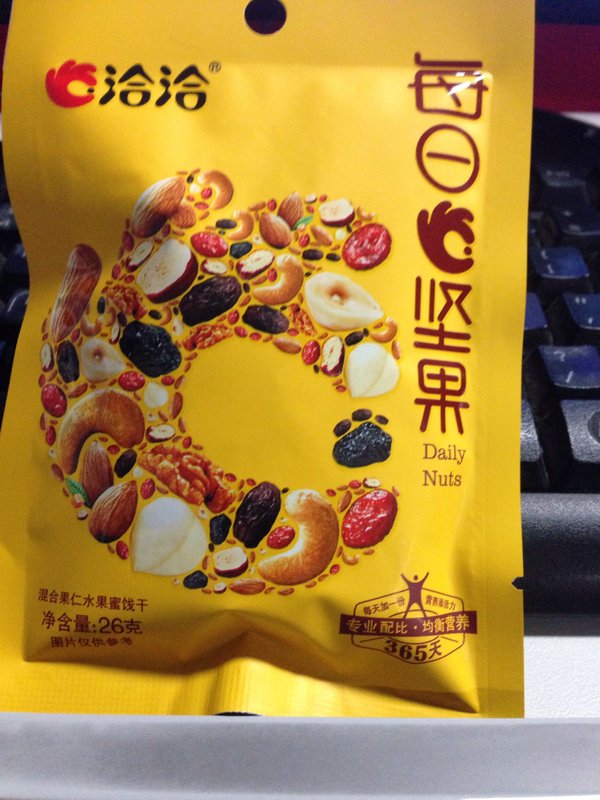 洽洽®
每日坚果
Daily
Nuts
混合果仁水果蜜饯干
净含量:26克
图片仅供参考
每天加一份 营养添活力
专业配比·均衡营养
365天